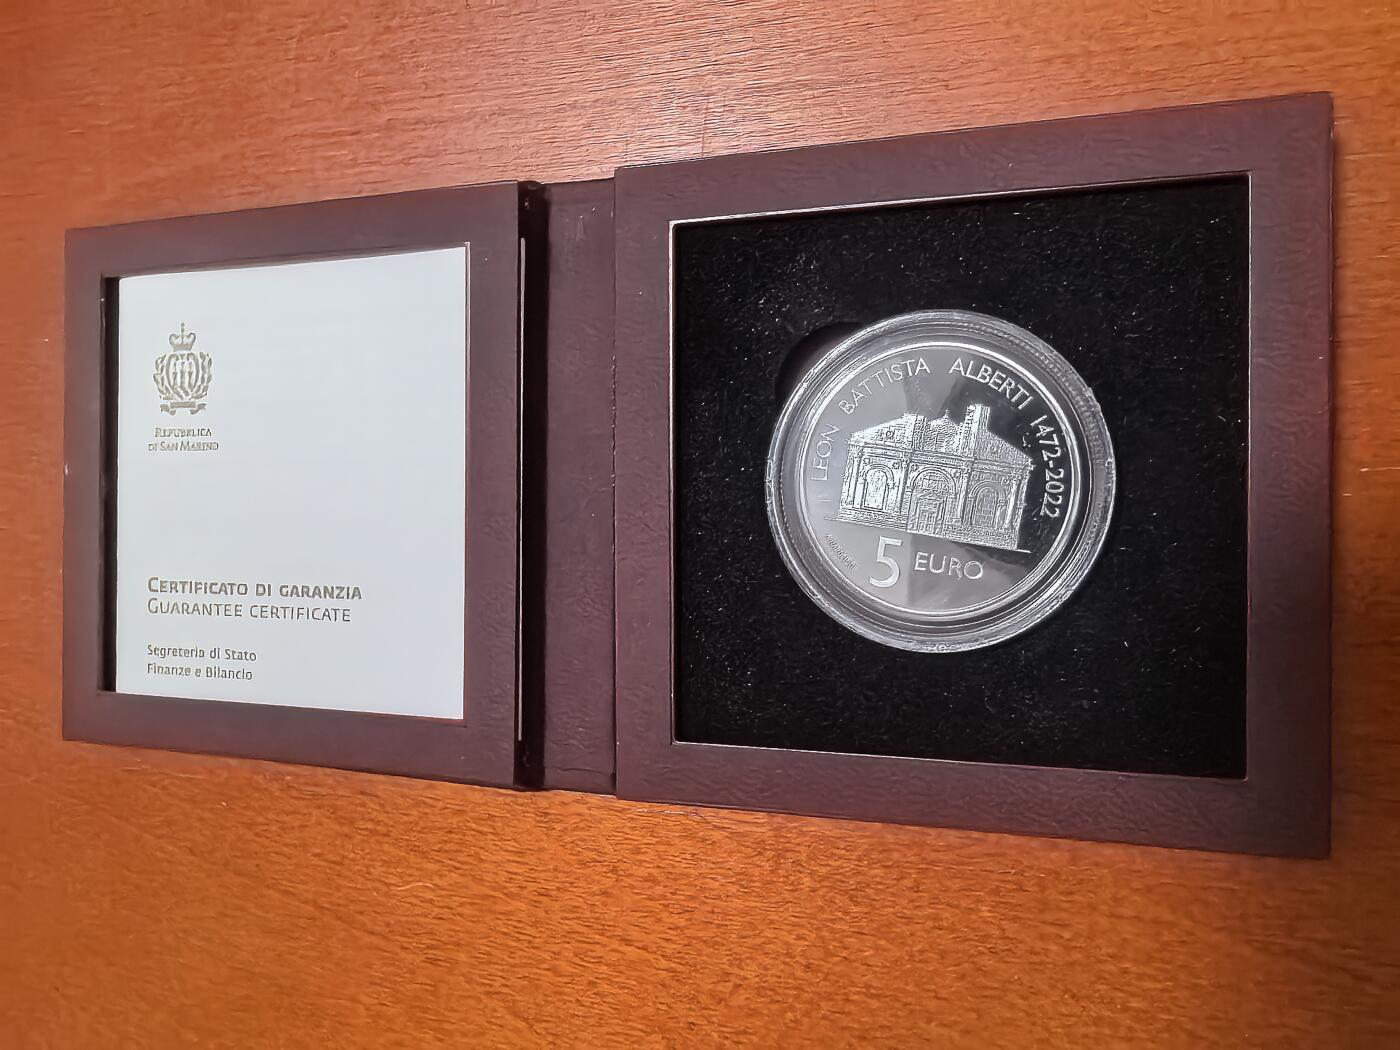 REPUBBLICA
DI SAN MARINO
CERTIFICATO DI GARANZIA
GUARANTEE CERTIFICATE
Segreteria di Stato
Finanze e Bilancio
LEON BATTISTA ALBERTI 1472-2022
5 EURO